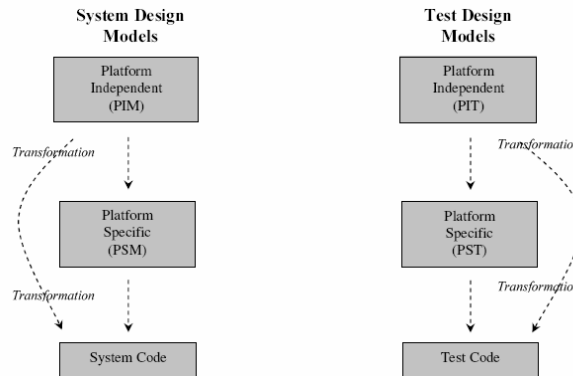 System Design
Models
Platform
Independent
(PIM)
Transformation
Platform
Specific
(PSM)
Transformation
System Code
Test Design
Models
Platform
Independent
(PIT)
Transformatio
Platform
Specific
(PST)
Transformatio
Test Code